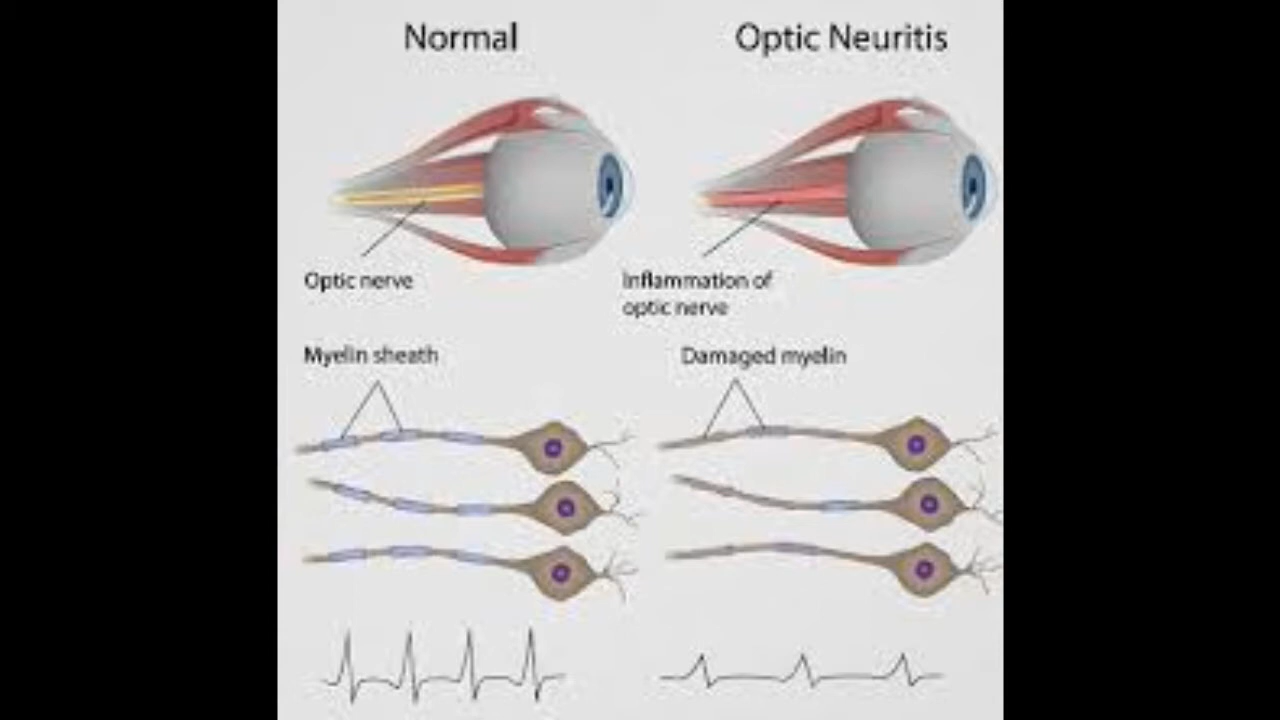 Normal
Optic Neuritis
Optic nerve
Inflammation of
optic nerve
Myelin sheath
Damaged myelin